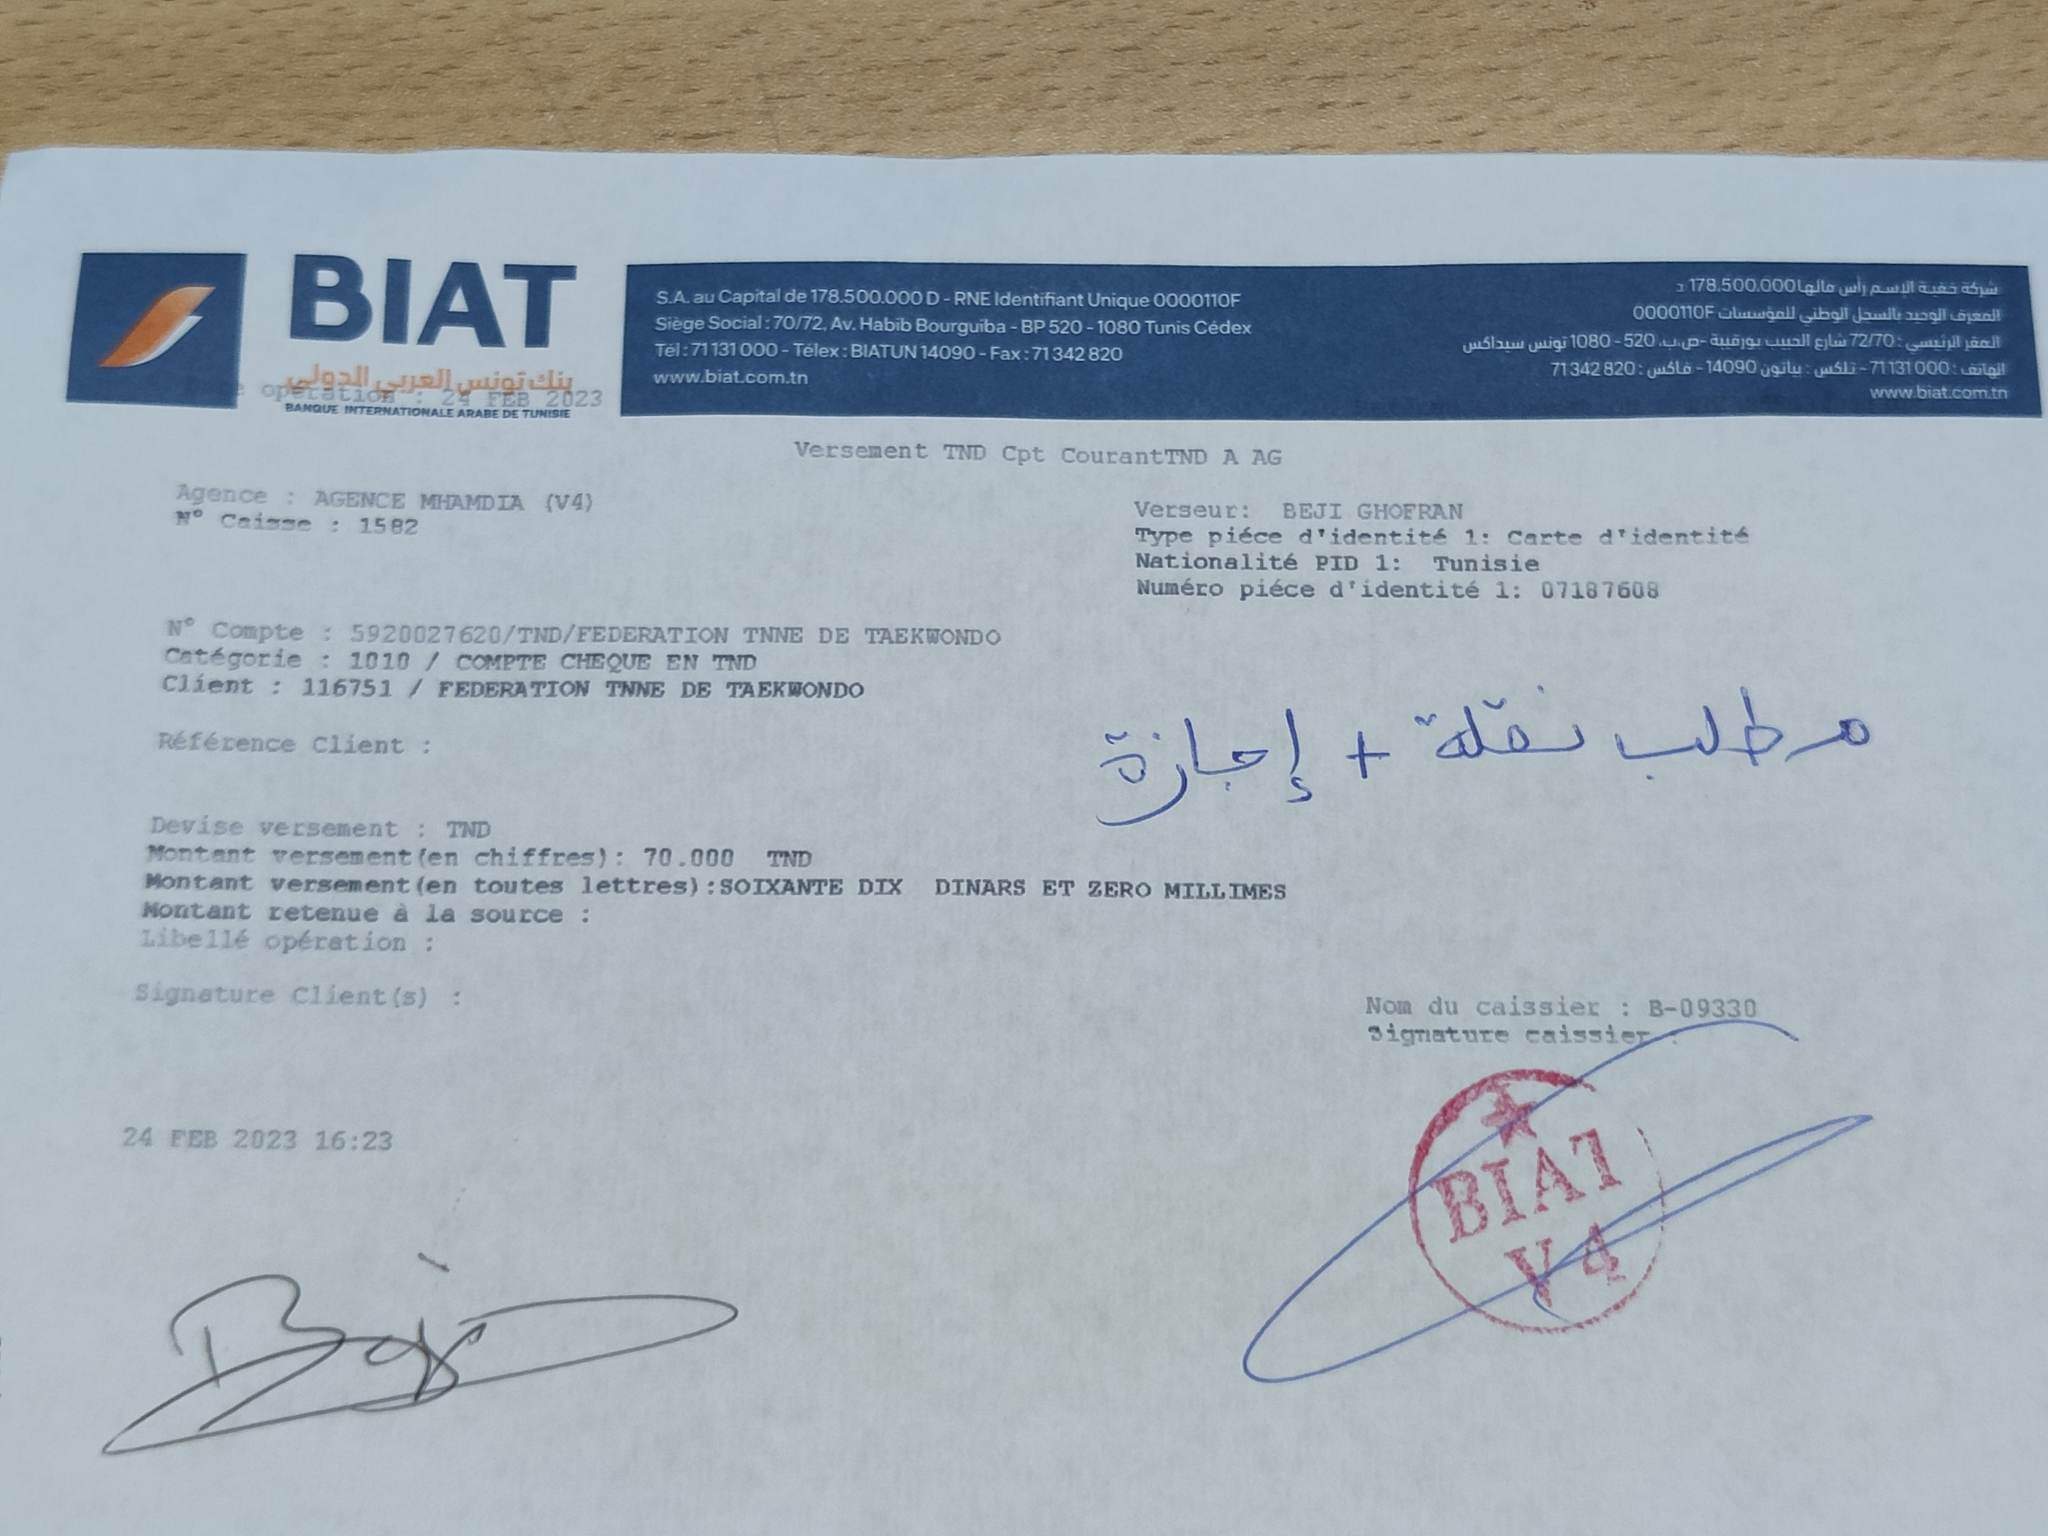 BIAT
بنك تونس العربي الدولي
BANQUE INTERNATIONALE ARABE DE TUNISIE
S.A. au Capital de 178.500.000 D - RNE Identifiant Unique 0000110F
Siège Social : 70/72, Av. Habib Bourguiba - BP 520 - 1080 Tunis Cédex
Tél : 71 131 000 - Télex : BIATUN 14090 - Fax : 71 342 820
www.biat.com.tn
شركة خفية الإسم رأس مالها 178.500.000 د
المعرف الوحيد بالسجل الوطني للمؤسسات 0000110F
المقر الرئيسي : 72/70 شارع الحبيب بورقيبة -ص.ب. 520 - 1080 تونس سيداكس
الهاتف : 71 131 000 - تلكس : بياتون 14090 - فاكس : 71 342 820
www.biat.com.tn
opération : 24 FEB 2023
Versement TND Cpt CourantTND A AG
Agence : AGENCE MHAMDIA (V4)
N° Caisse : 1582
Verseur: BEJI GHOFRAN
Type piéce d'identité 1: Carte d'identité
Nationalité PID 1: Tunisie
Numéro piéce d'identité 1: 07187608
N° Compte : 5920027620/TND/FEDERATION TNNE DE TAEKWONDO
Catégorie : 1010 / COMPTE CHEQUE EN TND
Client : 116751 / FEDERATION TNNE DE TAEKWONDO
Référence Client :
مطلب نقلة + إجازة
Devise versement : TND
Montant versement(en chiffres): 70.000 TND
Montant versement(en toutes lettres):SOIXANTE DIX DINARS ET ZERO MILLIMES
Montant retenue à la source :
Libellé opération :
Signature Client(s) :
Nom du caissier : B-09330
Signature caissier :
24 FEB 2023 16:23
BIAT
V4